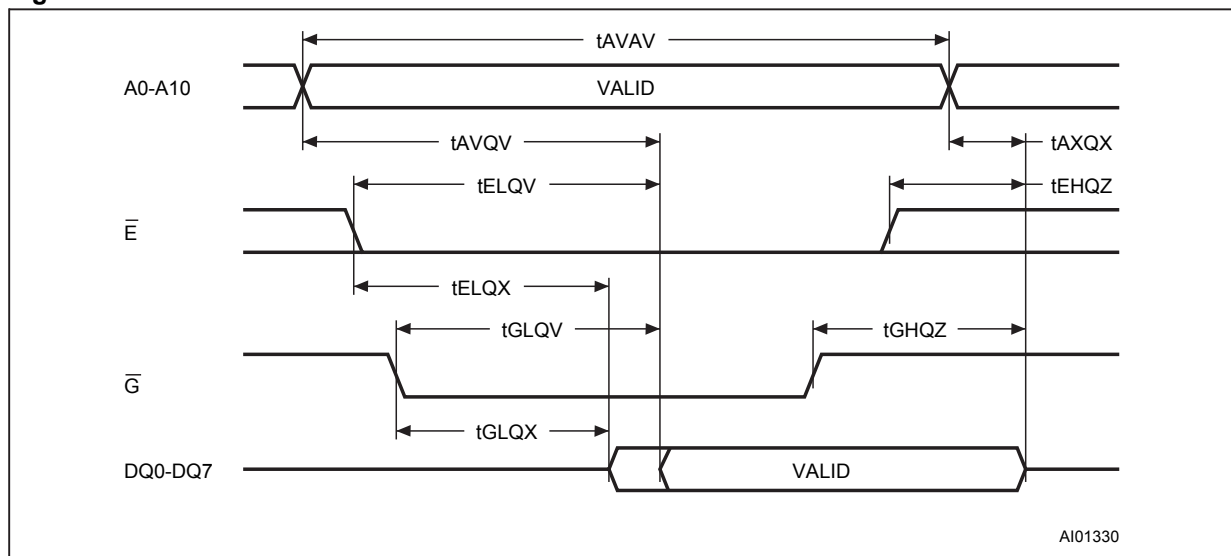 tAVAV
A0-A10
VALID
tAVQV
tAXQX
tELQV
tEHQZ
E̅
tELQX
tGLQV
tGHQZ
G̅
tGLQX
DQ0-DQ7
VALID
AI01330